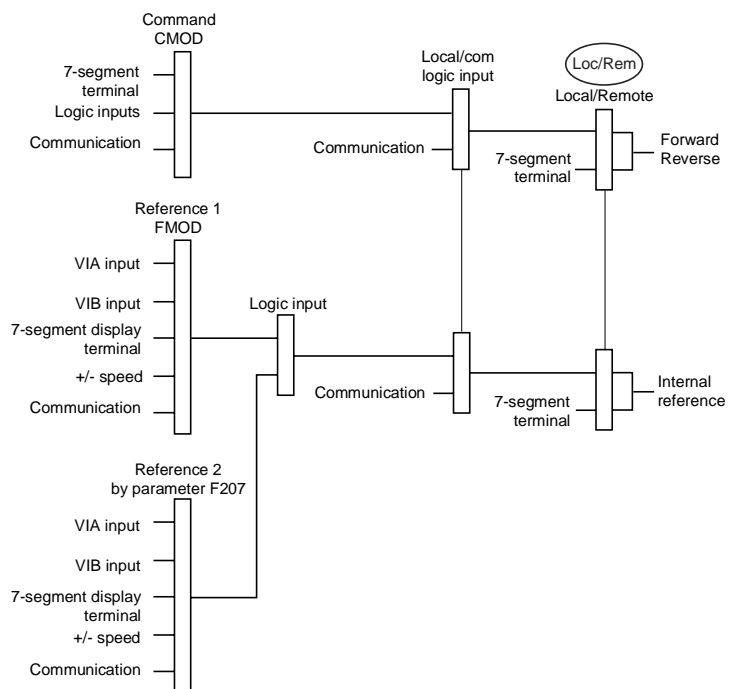 Command
CMOD
7-segment
terminal
Logic inputs
Communication
Local/com
logic input
Communication
Loc/Rem
Local/Remote
7-segment
terminal
Forward
Reverse
Reference 1
FMOD
VIA input
VIB input
7-segment display
terminal
+/- speed
Communication
Logic input
Communication
7-segment
terminal
Internal
reference
Reference 2
by parameter F207
VIA input
VIB input
7-segment display
terminal
+/- speed
Communication